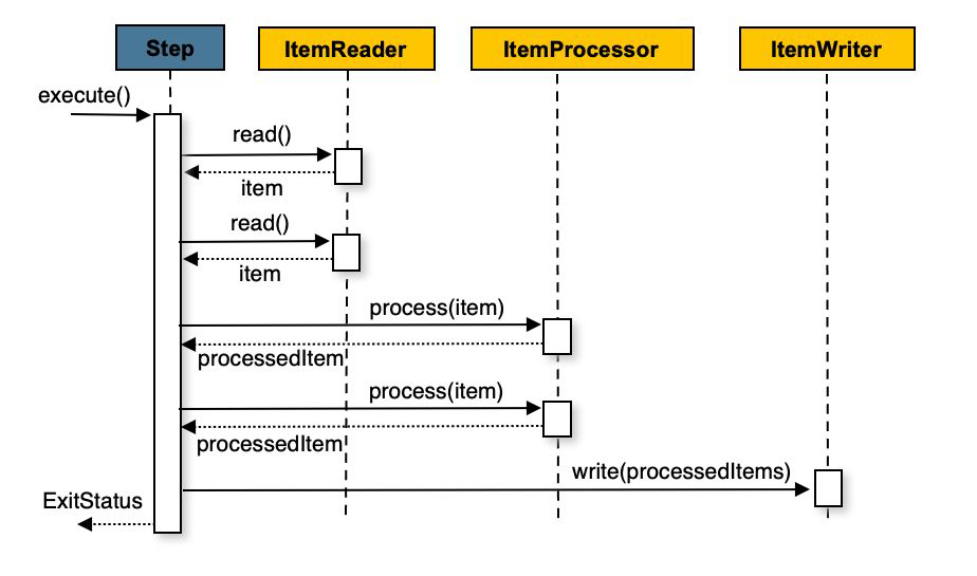 Step
ItemReader
ItemProcessor
ItemWriter
execute()
read()
item
read()
item
process(item)
processedItem
process(item)
processedItem
write(processedItems)
ExitStatus